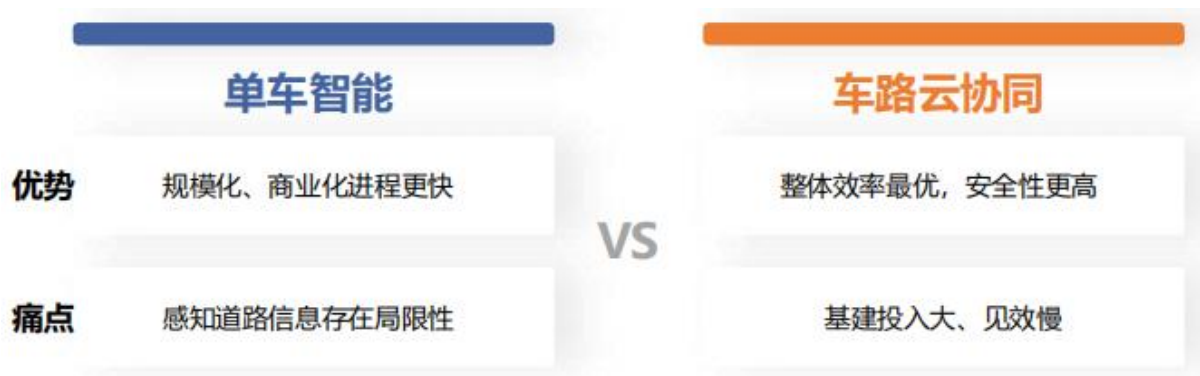 单车智能
车路云协同
优势
规模化、商业化进程更快
整体效率最优，安全性更高
VS
痛点
感知道路信息存在局限性
基建投入大、见效慢